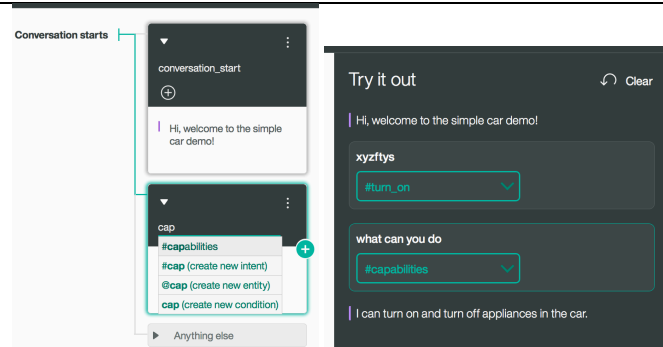 Conversation starts
conversation_start
Hi, welcome to the simple
car demo!
cap
#capabilities
#cap (create new intent)
@cap (create new entity)
cap (create new condition)
Anything else
Try it out
Clear
Hi, welcome to the simple car demo!
xyzftys
#turn_on
what can you do
#capabilities
I can turn on and turn off appliances in the car.